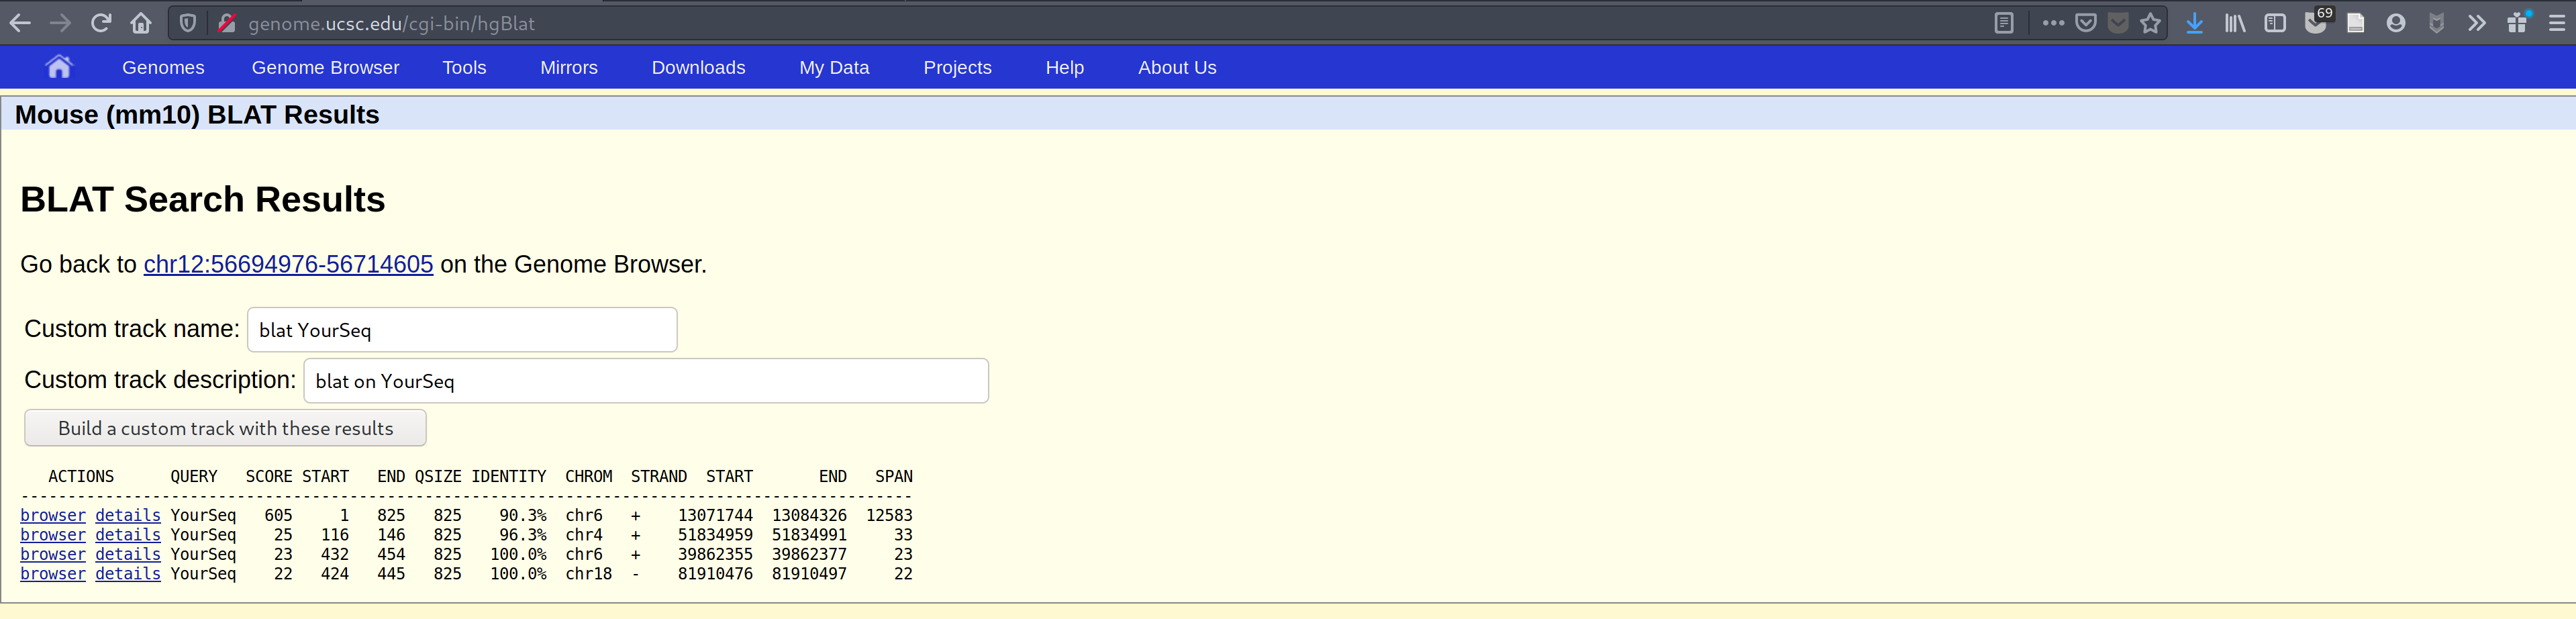 genome.ucsc.edu/cgi-bin/hgBlat
69
Genomes Genome Browser Tools Mirrors Downloads My Data Projects Help About Us
Mouse (mm10) BLAT Results
BLAT Search Results
Go back to chr12:56694976-56714605 on the Genome Browser.
Custom track name: blat YourSeq
Custom track description: blat on YourSeq
Build a custom track with these results
ACTIONS QUERY SCORE START END QSIZE IDENTITY CHROM STRAND START END SPAN
-----------------------------------------------------------------------------------------------
browser details YourSeq 605 1 825 825 90.3% chr6 + 13071744 13084326 12583
browser details YourSeq 25 116 146 825 96.3% chr4 + 51834959 51834991 33
browser details YourSeq 23 432 454 825 100.0% chr6 + 39862355 39862377 23
browser details YourSeq 22 424 445 825 100.0% chr18 - 81910476 81910497 22